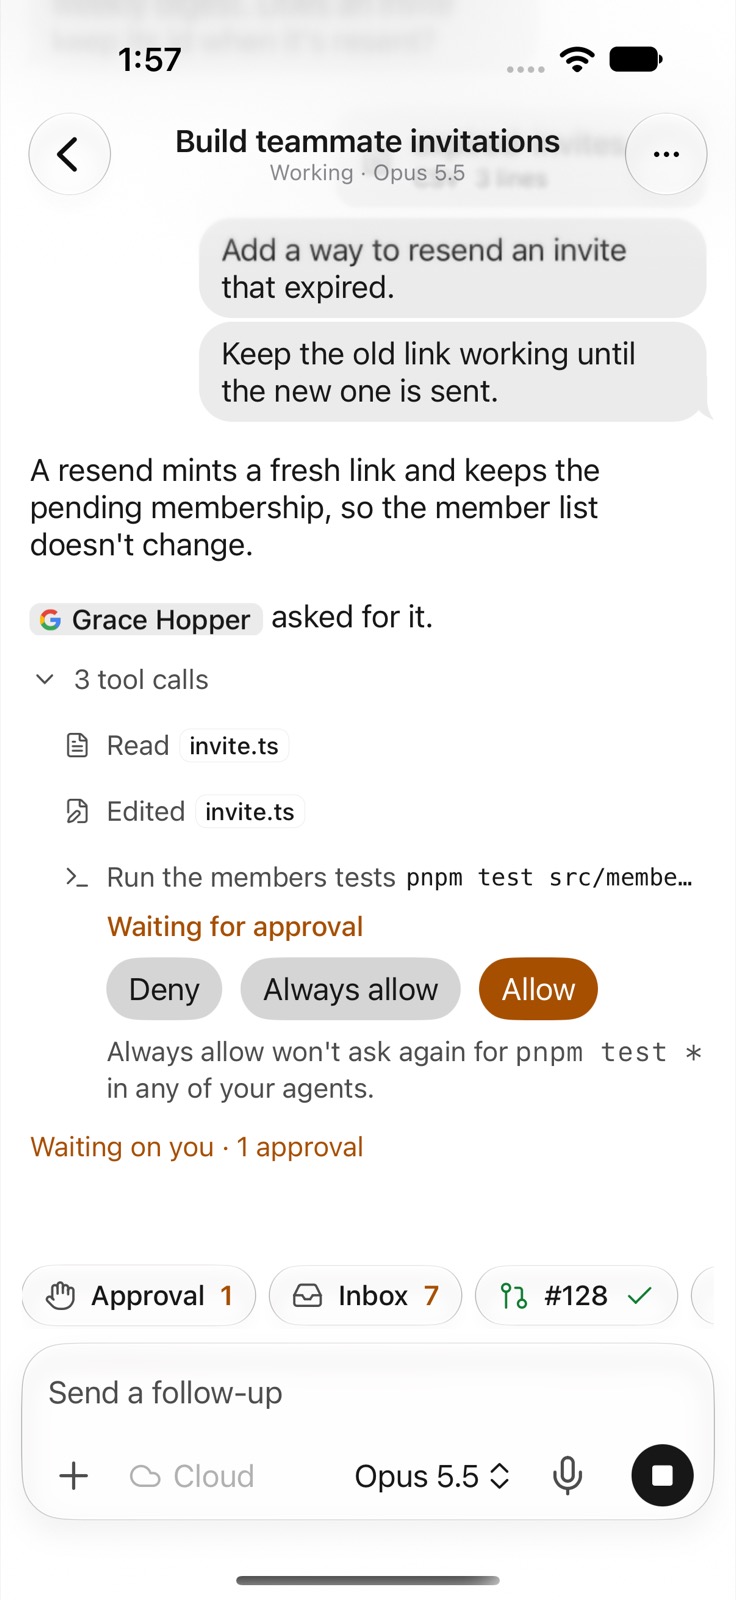 1:57
Build teammate invitations
Working · Opus 5.5
3 lines
Add a way to resend an invite
that expired.
Keep the old link working until
the new one is sent.
A resend mints a fresh link and keeps the
pending membership, so the member list
doesn't change.
Grace Hopper asked for it.
3 tool calls
Read invite.ts
Edited invite.ts
Run the members tests pnpm test src/membe…
Waiting for approval
Deny Always allow Allow
Always allow won't ask again for pnpm test *
in any of your agents.
Waiting on you · 1 approval
Approval 1 Inbox 7 #128
Send a follow-up
Cloud Opus 5.5